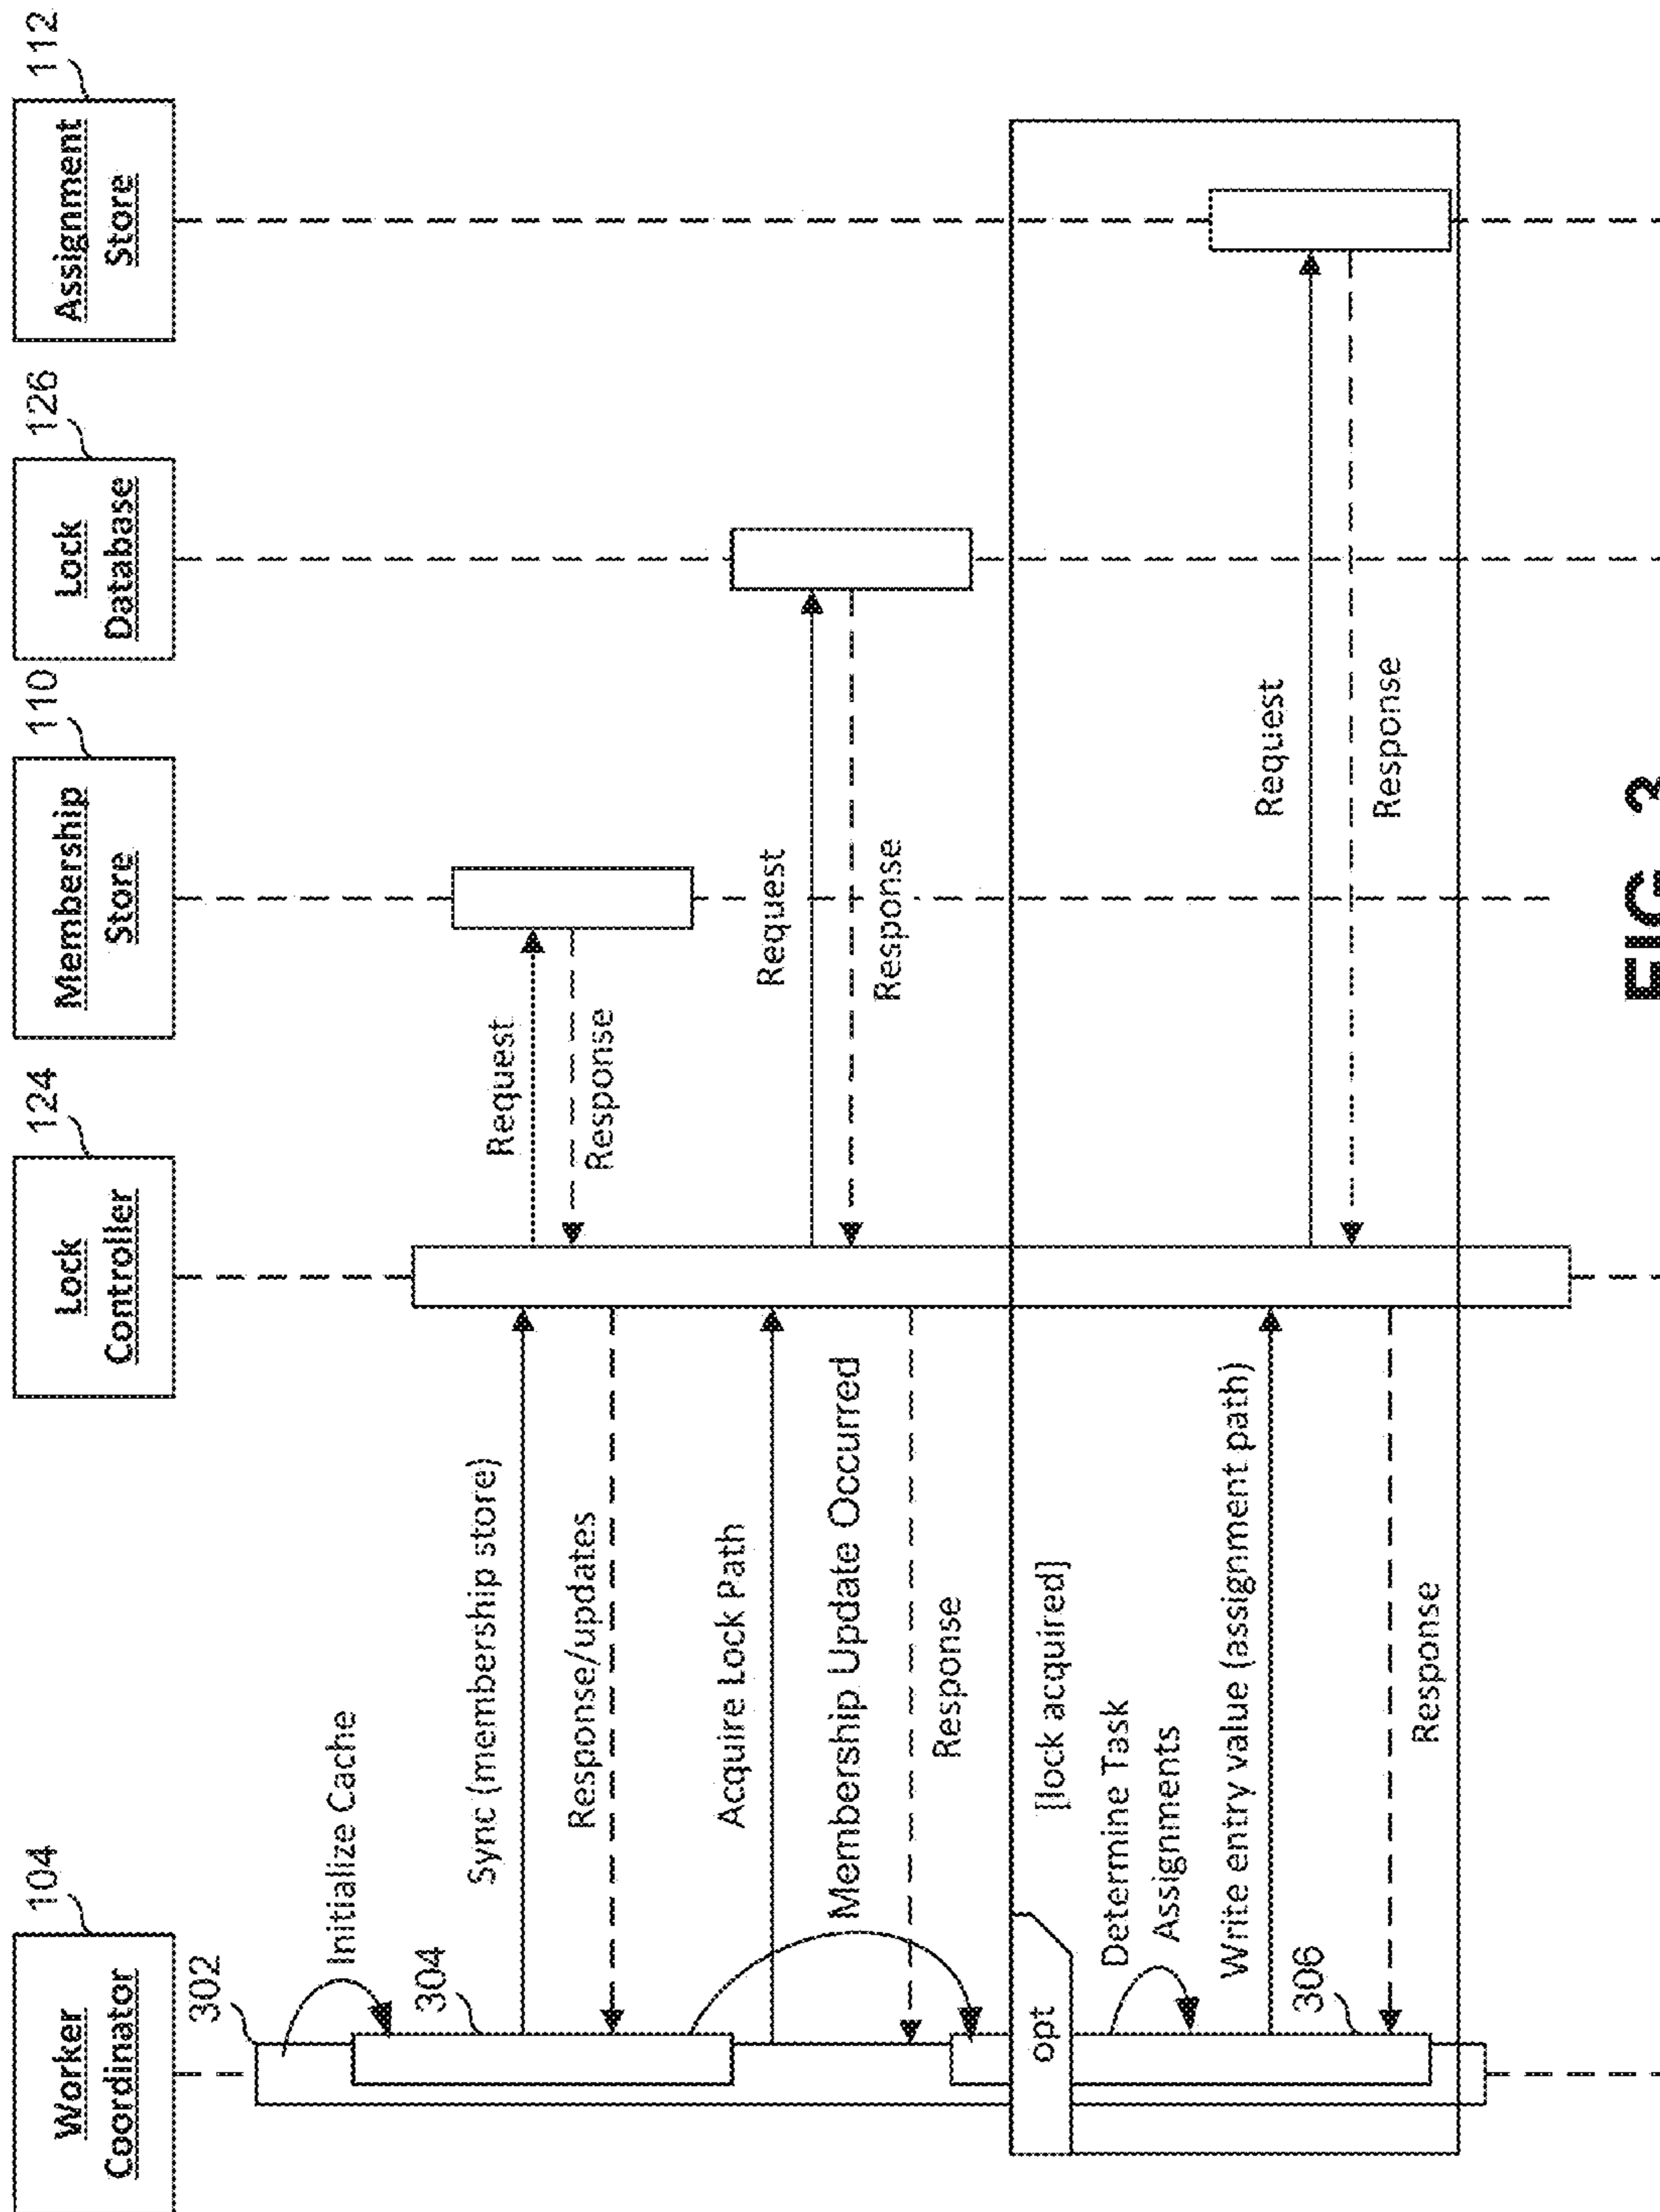 104
Worker
Coordinator
124
Lock
Controller
110
Membership
Store
126
Lock
Database
112
Assignment
Store
302
Initialize Cache
304
Sync (membership store)
Request
Response
Response/updates
Acquire Lock Path
Request
Membership Update Occurred
Response
Response
opt
[lock acquired]
Determine Task
Assignments
Write entry value (assignment path)
Request
306
Response
Response
FIG. 3